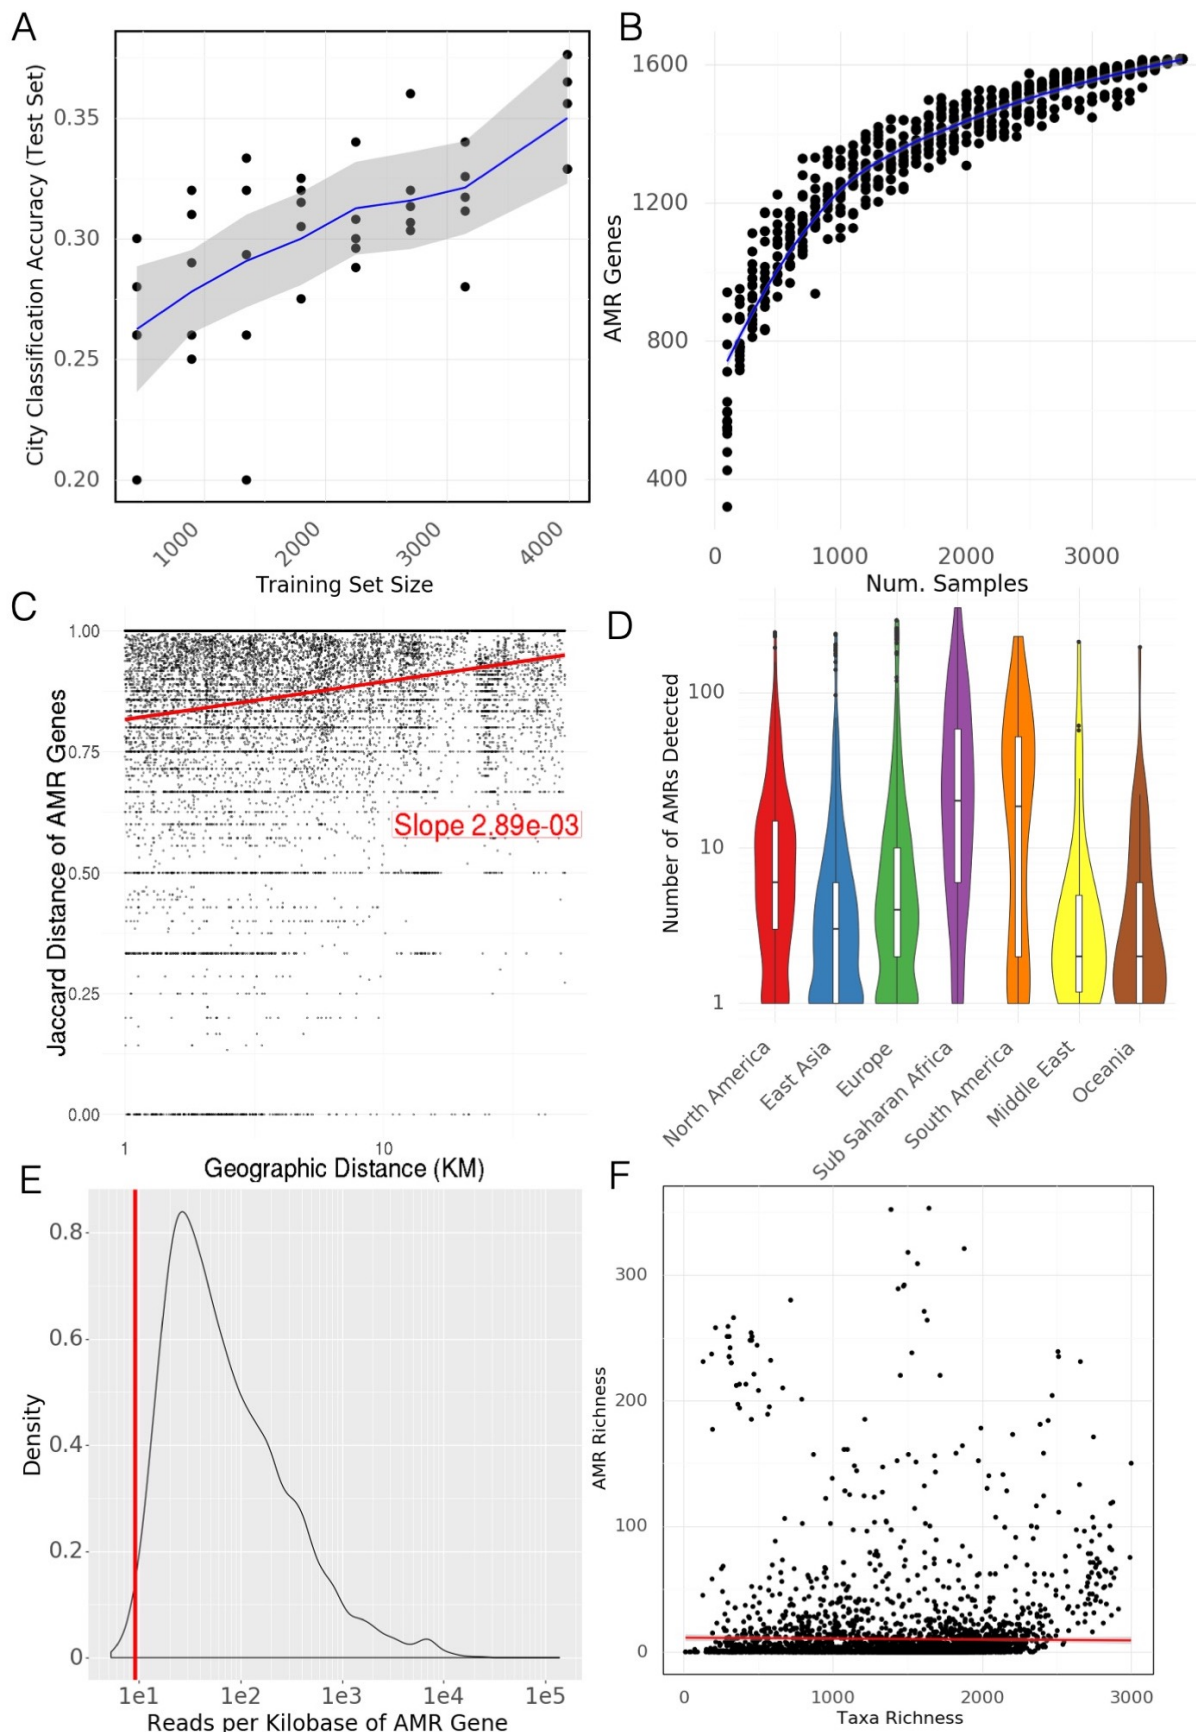 A
City Classification Accuracy (Test Set)
0.35
0.30
0.25
0.20
1000
2000
3000
4000
Training Set Size
B
AMR Genes
1600
1200
800
400
0
1000
2000
3000
Num. Samples
C
Jaccard Distance of AMR Genes
1.00
0.75
0.50
0.25
0.00
Slope 2.89e-03
1
10
Geographic Distance (KM)
D
Number of AMRs Detected
100
10
1
North America
East Asia
Europe
Sub Saharan Africa
South America
Middle East
Oceania
E
Density
0.8
0.6
0.4
0.2
0
1e1
1e2
1e3
1e4
1e5
Reads per Kilobase of AMR Gene
F
AMR Richness
300
200
100
0
0
1000
2000
3000
Taxa Richness